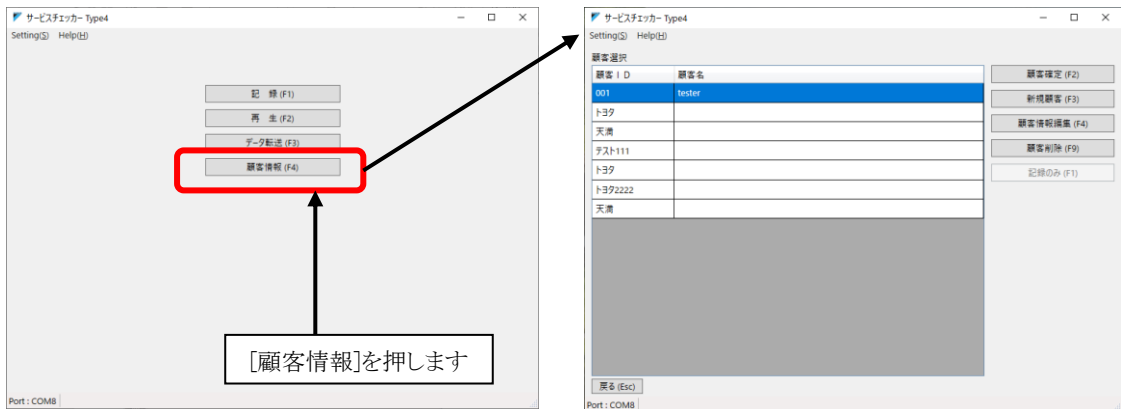 サービスチェッカー Type4
Setting(S) Help(H)
記 録 (F1)
再 生 (F2)
データ転送 (F3)
顧客情報 (F4)
[顧客情報]を押します
Port : COM8
サービスチェッカー Type4
Setting(S) Help(H)
顧客選択
顧客ID 顧客名
001 tester
トヨタ
天満
テスト111
トヨタ
トヨタ2222
天満
顧客確定 (F2)
新規顧客 (F3)
顧客情報編集 (F4)
顧客削除 (F9)
記録のみ (F1)
戻る (Esc)
Port : COM8